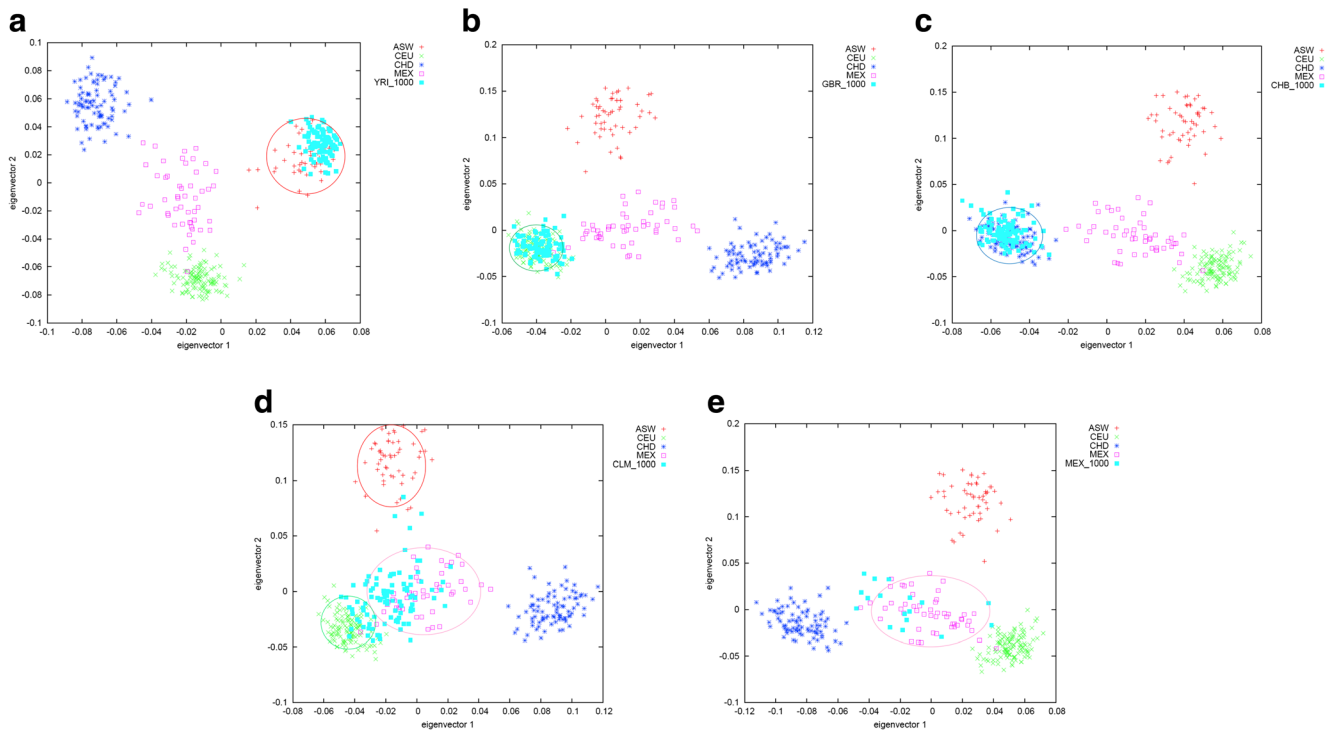 a
ASW
CEU
CHD
MEX
YRI_1000
0.1
0.08
0.06
0.04
0.02
0
-0.02
-0.04
-0.06
-0.08
-0.1
eigenvector 2
-0.1 -0.08 -0.06 -0.04 -0.02 0 0.02 0.04 0.06 0.08
eigenvector 1
b
ASW
CEU
CHD
MEX
GBR_1000
0.2
0.15
0.1
0.05
0
-0.05
-0.1
eigenvector 2
-0.06 -0.04 -0.02 0 0.02 0.04 0.06 0.08 0.1 0.12
eigenvector 1
c
ASW
CEU
CHD
MEX
CHB_1000
0.2
0.15
0.1
0.05
0
-0.05
-0.1
eigenvector 2
-0.08 -0.06 -0.04 -0.02 0 0.02 0.04 0.06 0.08
eigenvector 1
d
ASW
CEU
CHD
MEX
CLM_1000
0.15
0.1
0.05
0
-0.05
-0.1
eigenvector 2
-0.08 -0.06 -0.04 -0.02 0 0.02 0.04 0.06 0.08 0.1 0.12
eigenvector 1
e
ASW
CEU
CHD
MEX
MEX_1000
0.2
0.15
0.1
0.05
0
-0.05
-0.1
eigenvector 2
-0.12 -0.1 -0.08 -0.06 -0.04 -0.02 0 0.02 0.04 0.06 0.08
eigenvector 1